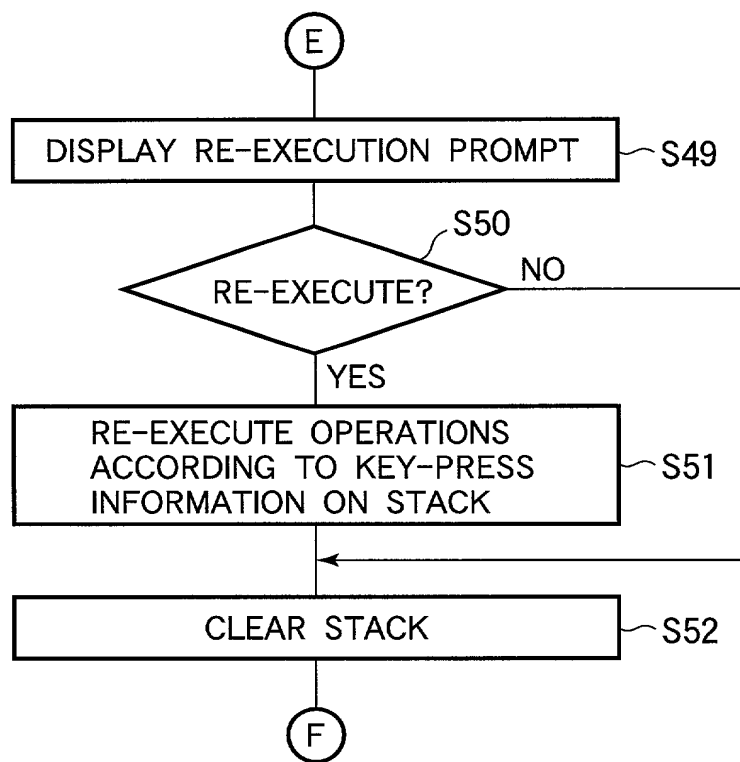 E
DISPLAY RE-EXECUTION PROMPT
S49
S50
RE-EXECUTE?
NO
YES
RE-EXECUTE OPERATIONS
ACCORDING TO KEY-PRESS
INFORMATION ON STACK
S51
CLEAR STACK
S52
F